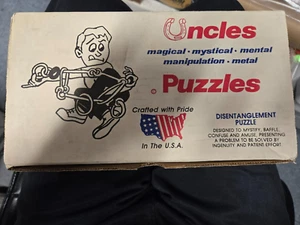 Uncles
magical • mystical • mental
manipulation • metal
Puzzles
Crafted with Pride
In The U.S.A.
DISENTANGLEMENT
PUZZLE
DESIGNED TO MYSTIFY, BAFFLE,
CONFUSE AND AMUSE, PRESENTING
A PROBLEM TO BE SOLVED BY
INGENUITY AND PATIENT EFFORT